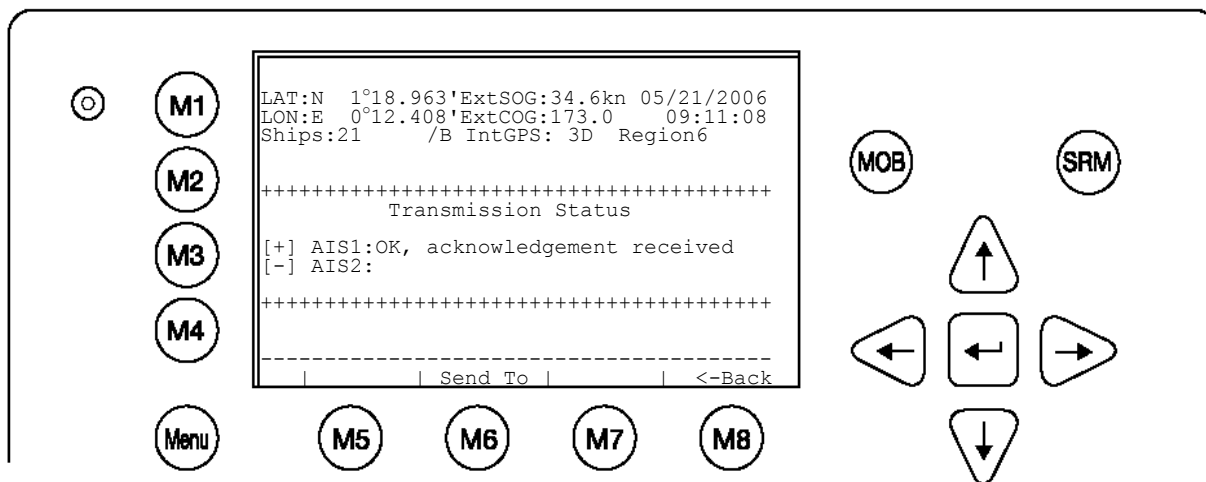 M1
M2
M3
M4
Menu
LAT:N 1°18.963'ExtSOG:34.6kn 05/21/2006
LON:E 0°12.408'ExtCOG:173.0 09:11:08
Ships:21 /B IntGPS: 3D Region6
++++++++++++++++++++++++++++++++++++++++
Transmission Status
[+] AIS1:OK, acknowledgement received
[-] AIS2:
++++++++++++++++++++++++++++++++++++++++
----------------------------------------
| | Send To | | <-Back
M5 M6 M7 M8
MOB SRM